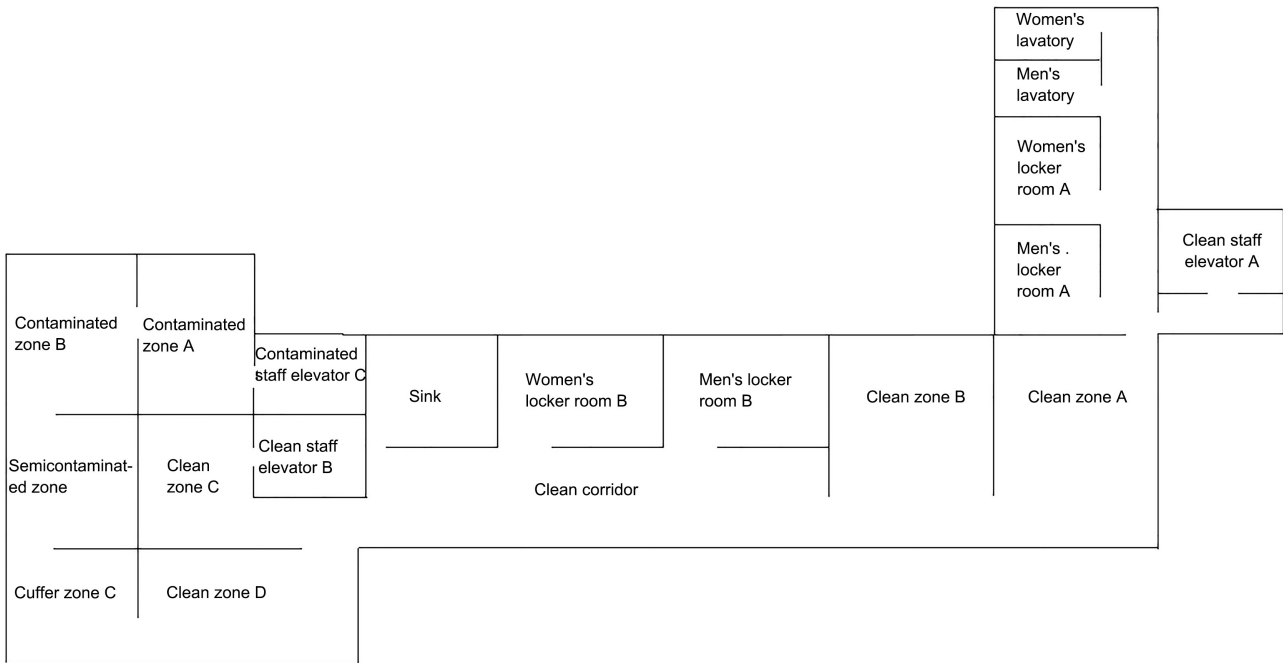 Women's
lavatory
Men's
lavatory
Women's
locker
room A
Men's .
locker
room A
Clean staff
elevator A
Contaminated
zone B
Contaminated
zone A
Contaminated
staff elevator C
Sink
Women's
locker room B
Men's locker
room B
Clean zone B
Clean zone A
Semicontaminat-
ed zone
Clean
zone C
Clean staff
elevator B
Clean corridor
Cuffer zone C
Clean zone D